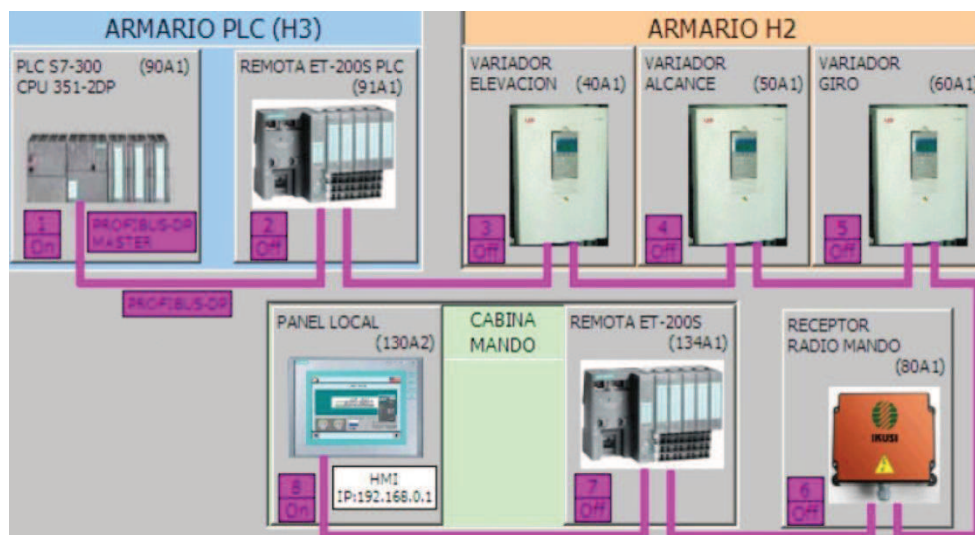 ARMARIO PLC (H3)
ARMARIO H2
PLC S7-300 (90A1)
CPU 351-2DP
REMOTA ET-200S PLC
(91A1)
VARIADOR
ELEVACION (40A1)
VARIADOR
ALCANCE (50A1)
VARIADOR
GIRO (60A1)
1
On
PROFIBUS-DP
MASTER
2
Off
3
Off
4
Off
5
Off
PROFIBUS-DP
PANEL LOCAL
(130A2)
CABINA
MANDO
REMOTA ET-200S
(134A1)
RECEPTOR
RADIO MANDO
(80A1)
IKUSI
8
On
HMI
IP:192.168.0.1
7
Off
6
Off